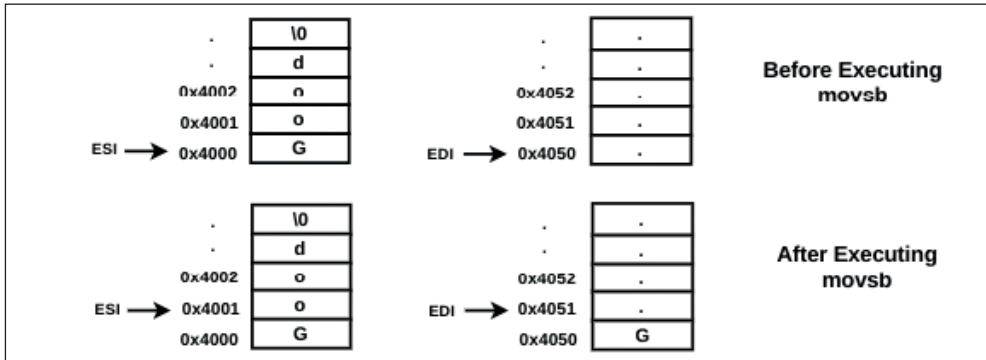 . \0 . .
. d . . Before Executing
0x4002 o 0x4052 . movsb
0x4001 o 0x4051 .
ESI 0x4000 G EDI 0x4050 .
. \0 . .
. d . . After Executing
0x4002 o 0x4052 . movsb
ESI 0x4001 o EDI 0x4051 .
0x4000 G 0x4050 G